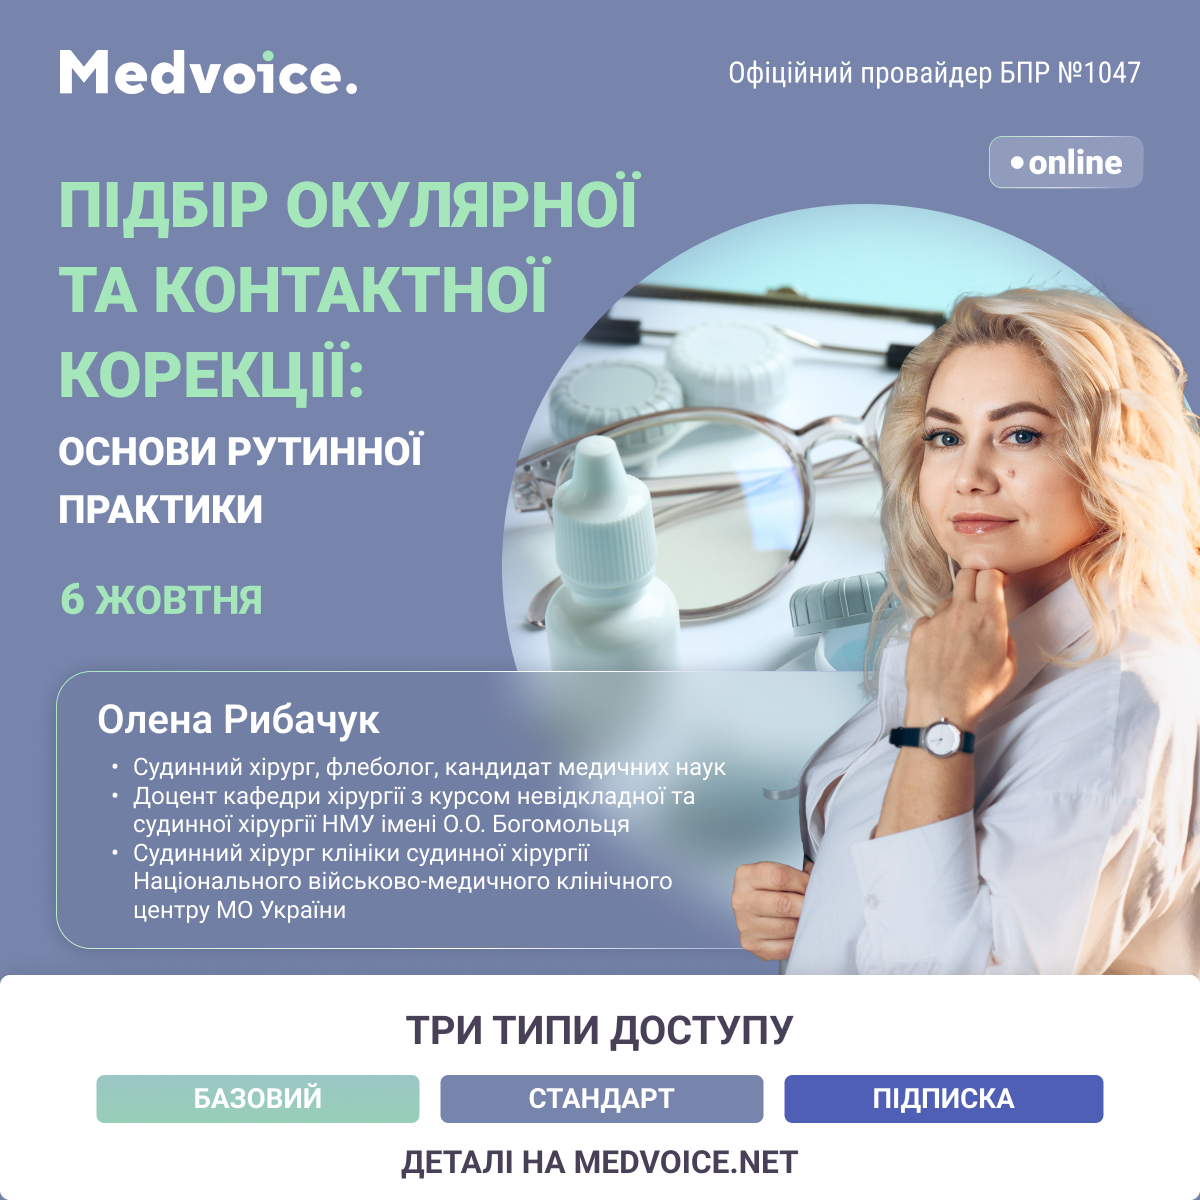 Medvoice.
Офіційний провайдер БПР №1047
•online
ПІДБІР ОКУЛЯРНОЇ
ТА КОНТАКТНОЇ
КОРЕКЦІЇ:
ОСНОВИ РУТИННОЇ
ПРАКТИКИ
6 ЖОВТНЯ
Олена Рибачук
• Судинний хірург, флеболог, кандидат медичних наук
• Доцент кафедри хірургії з курсом невідкладної та
судинної хірургії НМУ імені О.О. Богомольця
• Судинний хірург клініки судинної хірургії
Національного військово-медичного клінічного
центру МО України
ТРИ ТИПИ ДОСТУПУ
БАЗОВИЙ
СТАНДАРТ
ПІДПИСКА
ДЕТАЛІ НА MEDVOICE.NET